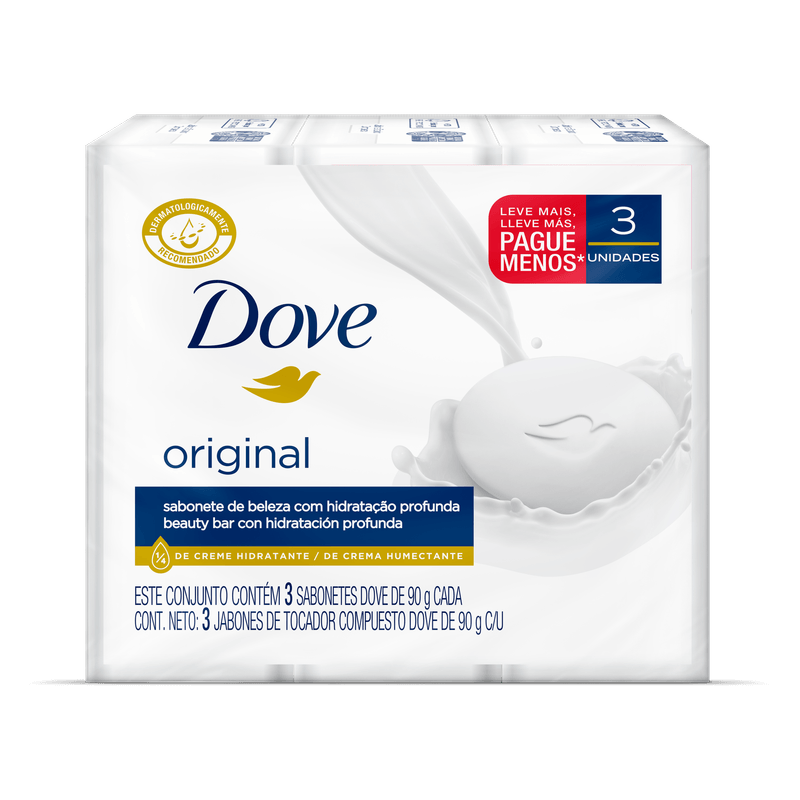 DERMATOLOGICAMENTE
RECOMENDADO
LEVE MAIS,
LLEVE MÁS,
PAGUE
MENOS*
3
UNIDADES
Dove
original
sabonete de beleza com hidratação profunda
beauty bar con hidratación profunda
1/4 DE CREME HIDRATANTE / DE CREMA HUMECTANTE
ESTE CONJUNTO CONTÉM 3 SABONETES DOVE DE 90 g CADA
CONT. NETO: 3 JABONES DE TOCADOR COMPUESTO DOVE DE 90 g C/U